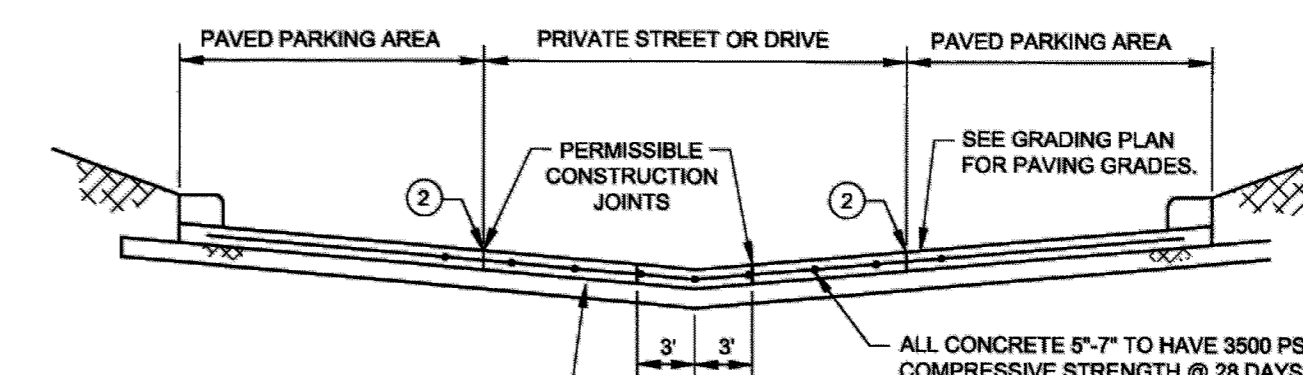 PAVED PARKING AREA
PRIVATE STREET OR DRIVE
PAVED PARKING AREA
PERMISSIBLE
CONSTRUCTION
JOINTS
SEE GRADING PLAN
FOR PAVING GRADES.
2
2
3'
3'
ALL CONCRETE 5"-7" TO HAVE 3500 PS
COMPRESSIVE STRENGTH @ 28 DAYS